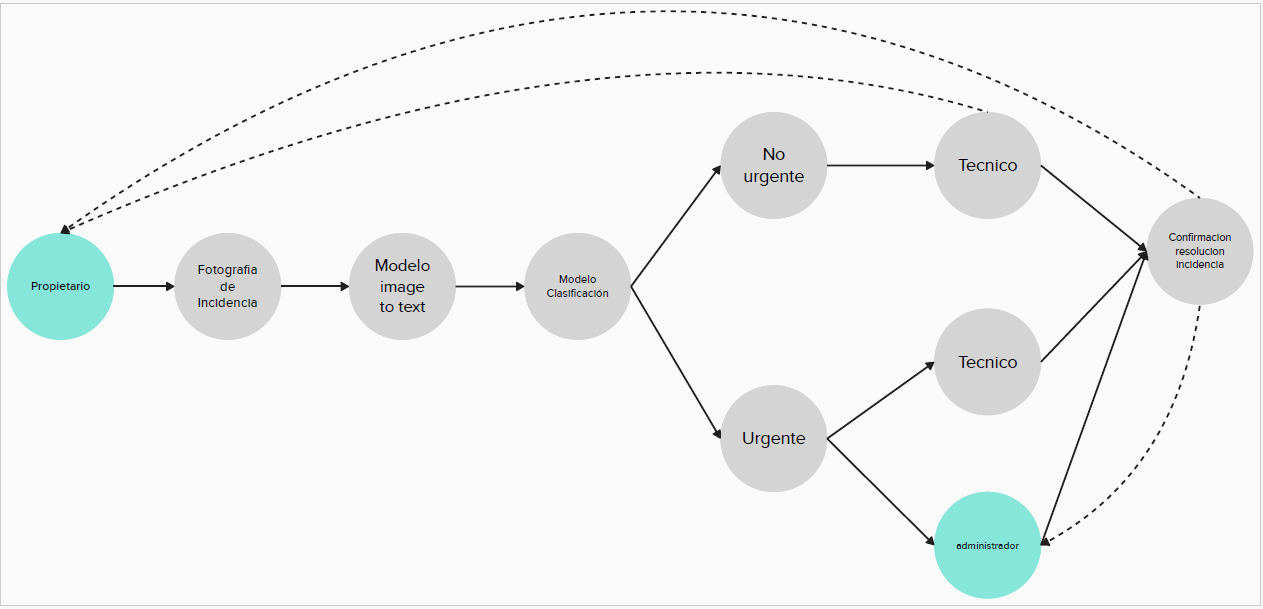 Propietario
Fotografia
de
Incidencia
Modelo
image
to text
Modelo
Clasificación
No
urgente
Tecnico
Urgente
Tecnico
administrador
Confirmacion
resolucion
incidencia